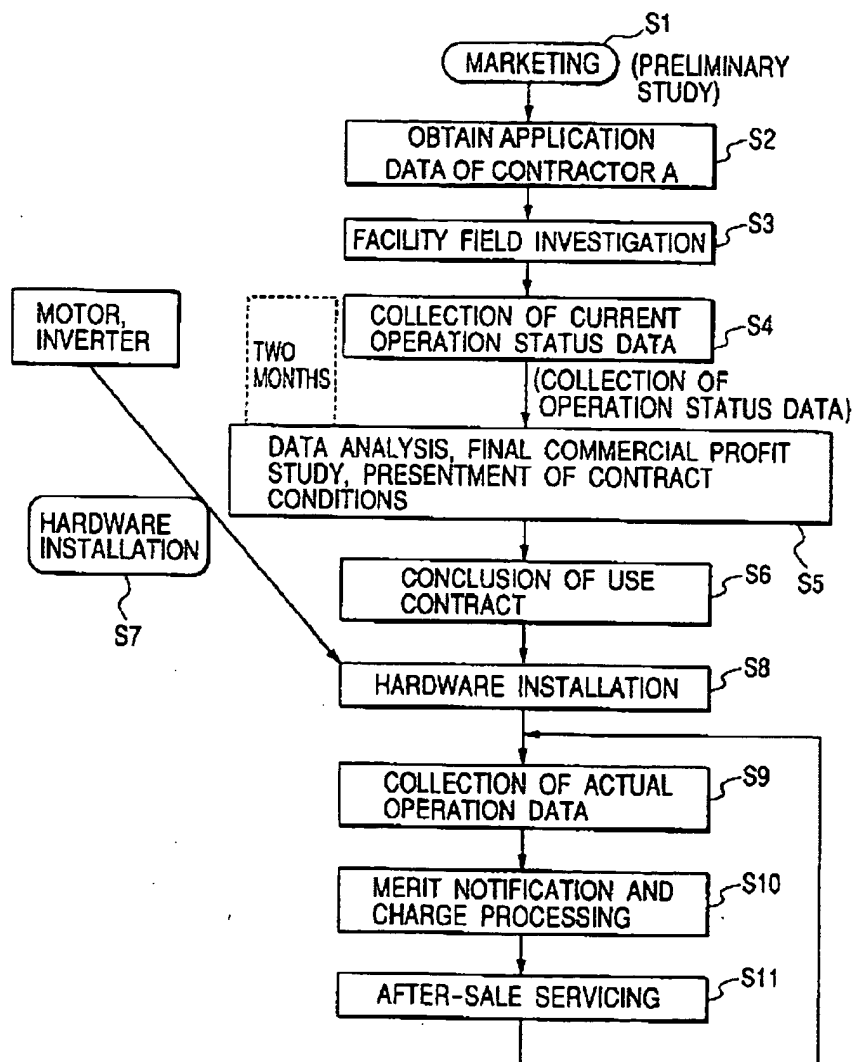 S1
MARKETING
(PRELIMINARY
STUDY)
OBTAIN APPLICATION
DATA OF CONTRACTOR A
S2
FACILITY FIELD INVESTIGATION
S3
MOTOR,
INVERTER
TWO
MONTHS
COLLECTION OF CURRENT
OPERATION STATUS DATA
S4
(COLLECTION OF
OPERATION STATUS DATA)
DATA ANALYSIS, FINAL COMMERCIAL PROFIT
STUDY, PRESENTMENT OF CONTRACT
CONDITIONS
S5
HARDWARE
INSTALLATION
S7
CONCLUSION OF USE
CONTRACT
S6
HARDWARE INSTALLATION
S8
COLLECTION OF ACTUAL
OPERATION DATA
S9
MERIT NOTIFICATION AND
CHARGE PROCESSING
S10
AFTER-SALE SERVICING
S11